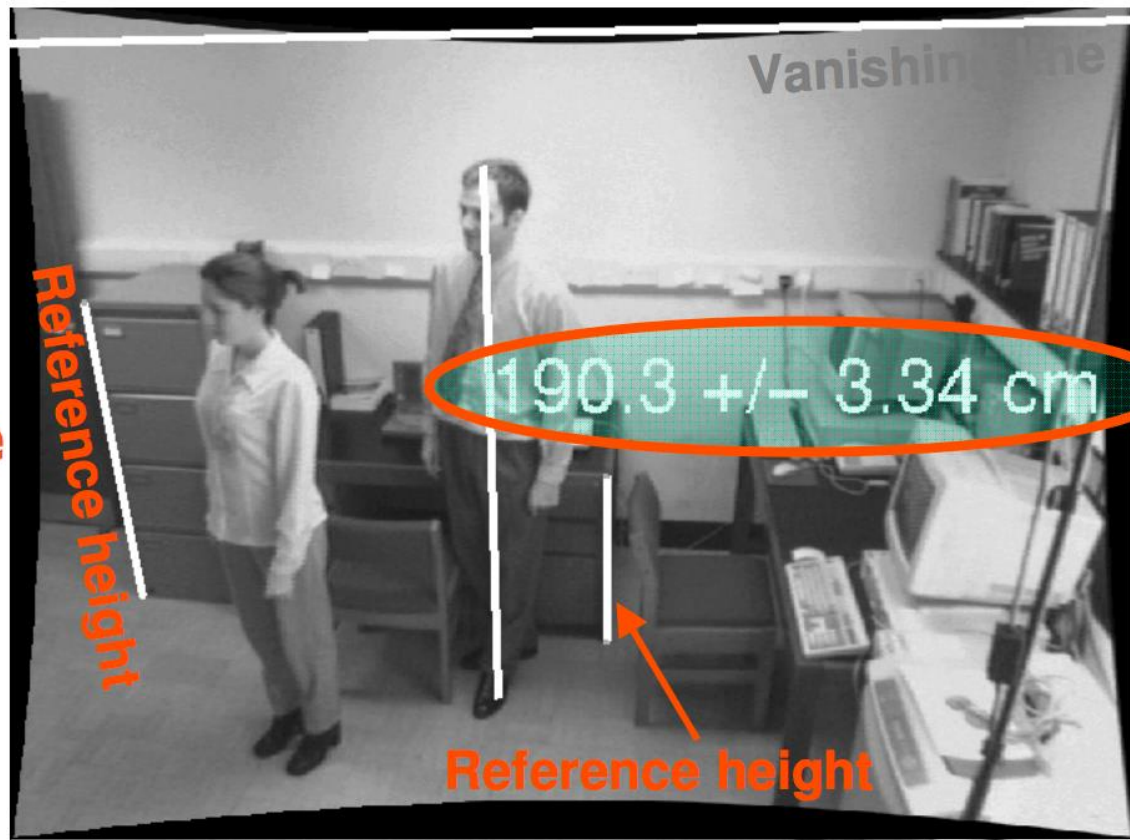 Vanishing line
Reference height
190.3 +/− 3.34 cm
Reference height